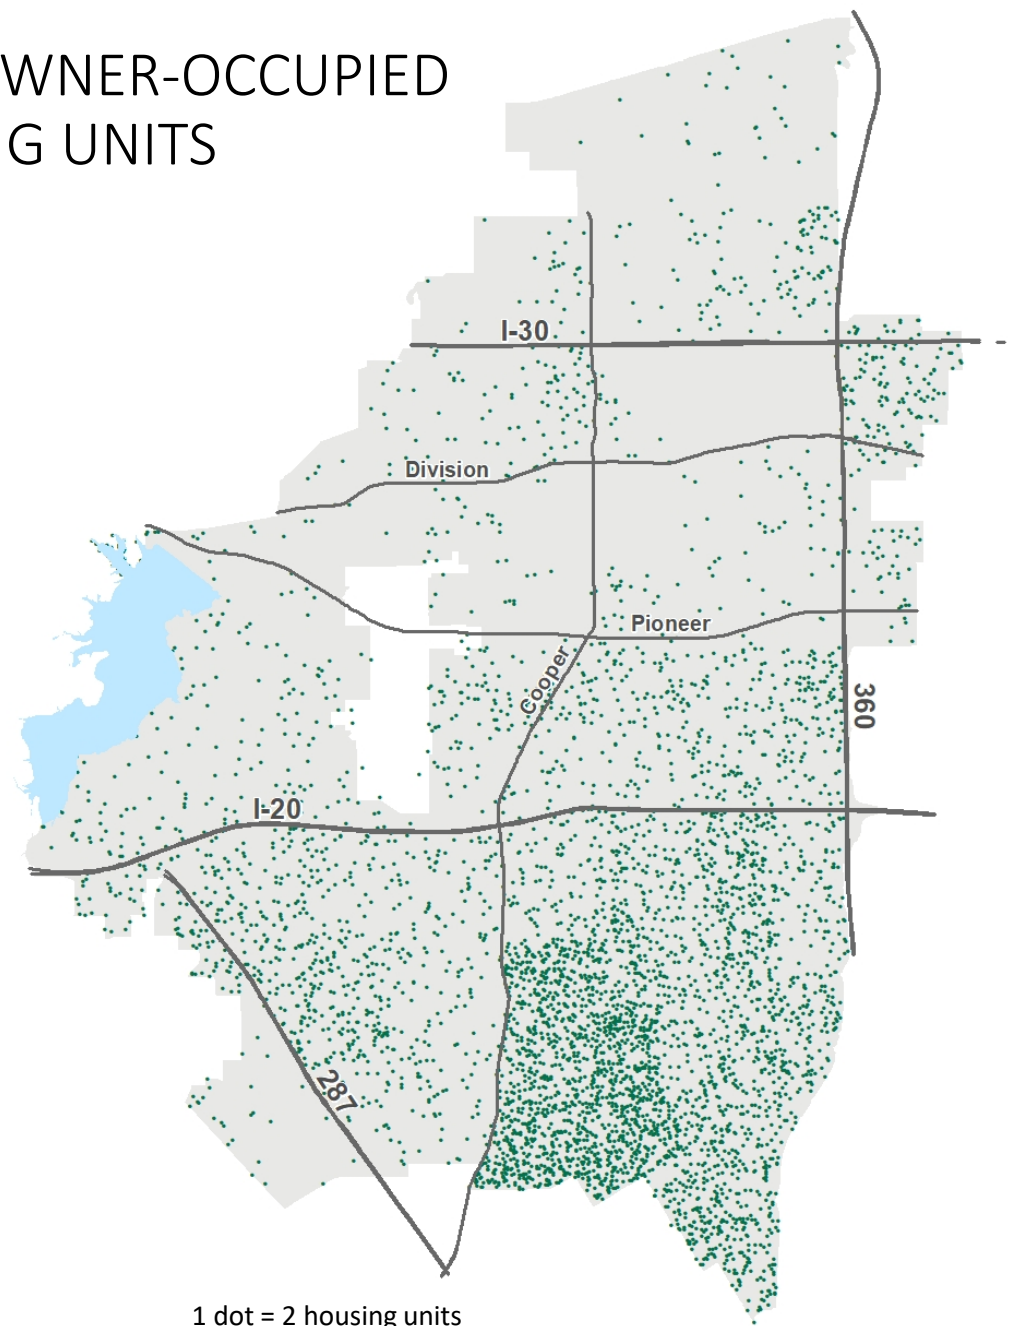 WNER-OCCUPIED
G UNITS
I-30
Division
Pioneer
Cooper
360
I-20
287
1 dot = 2 housing units